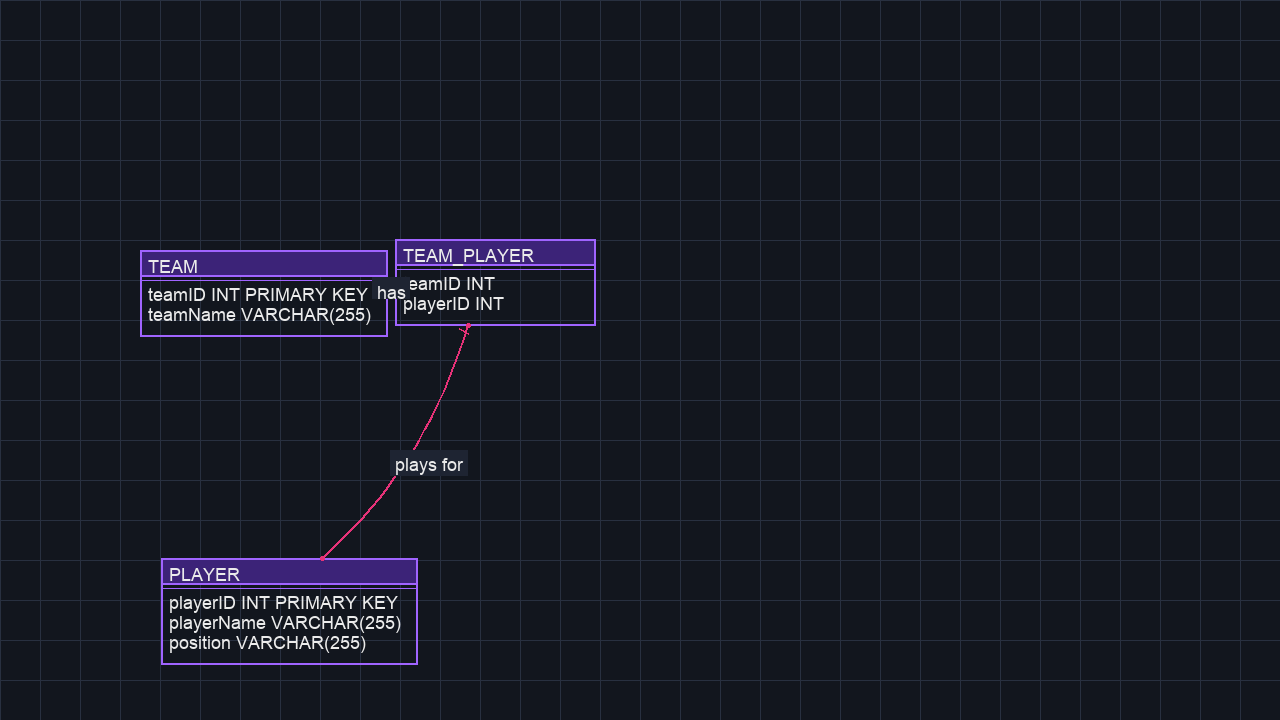 TEAM
teamID INT PRIMARY KEY
teamName VARCHAR(255)
has
TEAM_PLAYER
eamID INT
playerID INT
plays for
PLAYER
playerID INT PRIMARY KEY
playerName VARCHAR(255)
position VARCHAR(255)